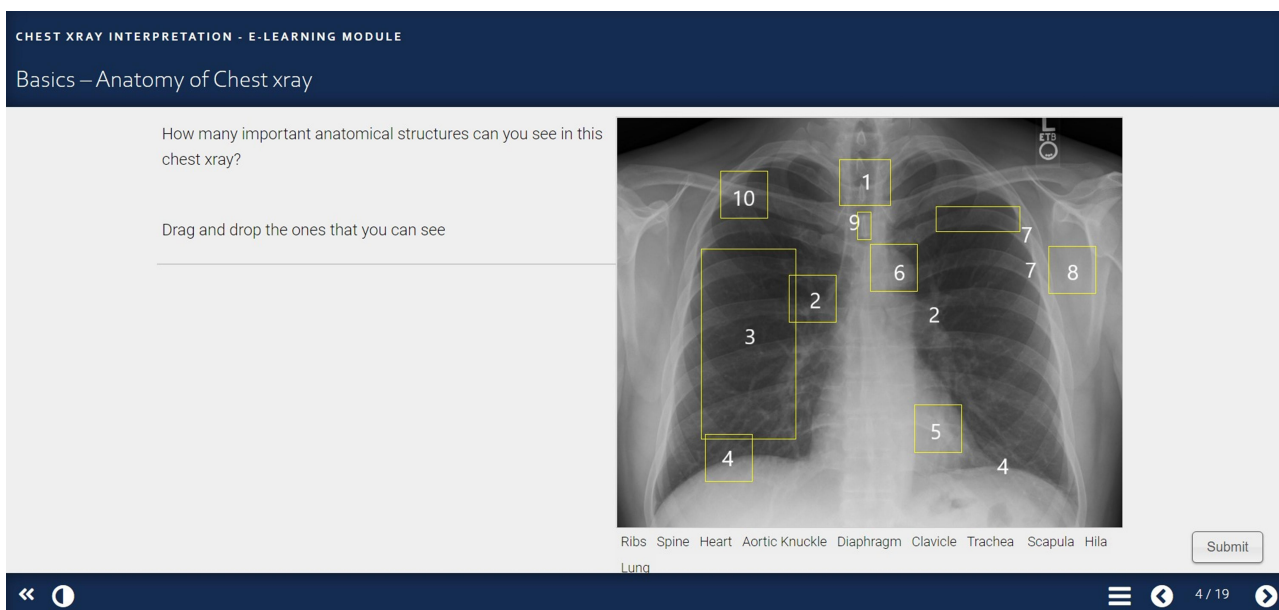 CHEST XRAY INTERPRETATION - E-LEARNING MODULE
Basics – Anatomy of Chest xray
How many important anatomical structures can you see in this
chest xray?
Drag and drop the ones that you can see
L
ETB
1
10
9
7
6
7
8
2
2
3
5
4
4
Ribs Spine Heart Aortic Knuckle Diaphragm Clavicle Trachea Scapula Hila
Lung
Submit
4 / 19